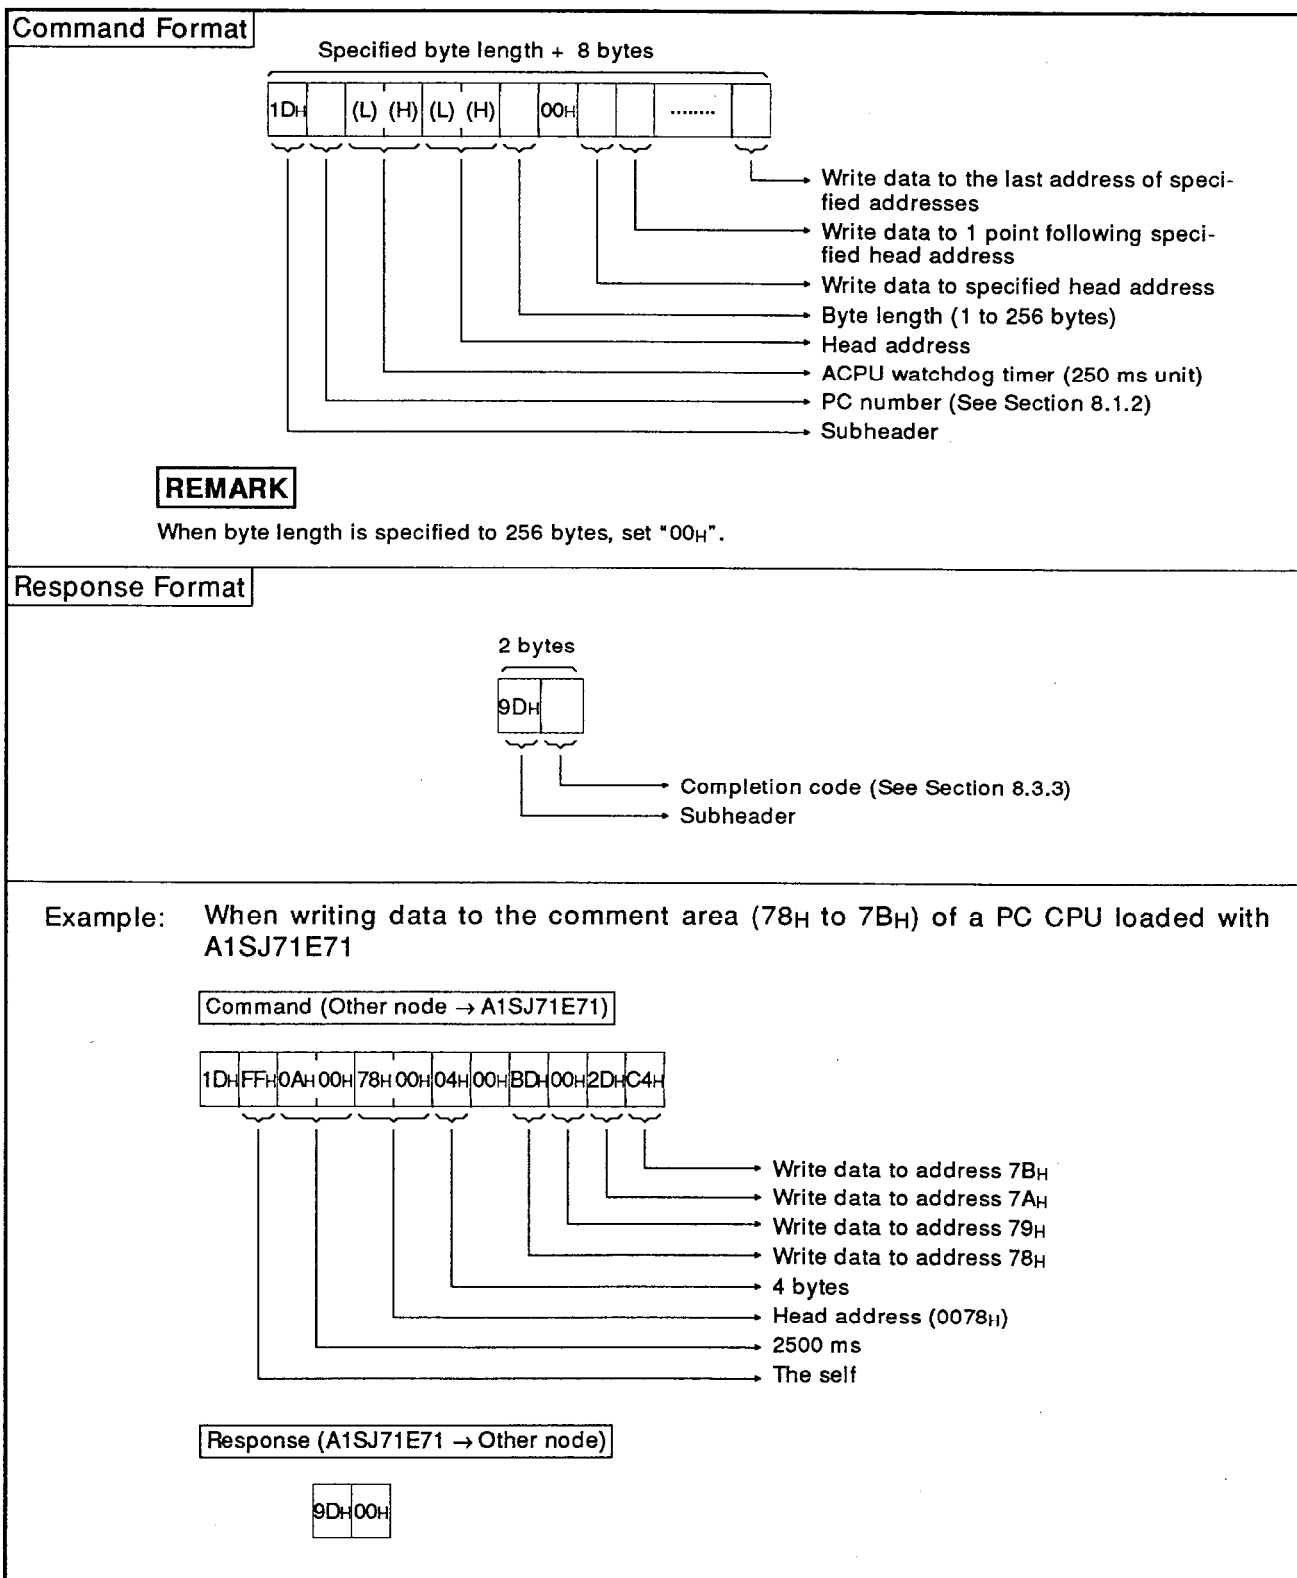 Command Format
Specified byte length + 8 bytes
1DH (L) (H) (L) (H) 00H ........
Write data to the last address of speci-
fied addresses
Write data to 1 point following speci-
fied head address
Write data to specified head address
Byte length (1 to 256 bytes)
Head address
ACPU watchdog timer (250 ms unit)
PC number (See Section 8.1.2)
Subheader
REMARK
When byte length is specified to 256 bytes, set "00H".
Response Format
2 bytes
9DH
Completion code (See Section 8.3.3)
Subheader
Example: When writing data to the comment area (78H to 7BH) of a PC CPU loaded with
A1SJ71E71
Command (Other node → A1SJ71E71)
1DH FFH 0AH 00H 78H 00H 04H 00H BDH 00H 2DH C4H
Write data to address 7BH
Write data to address 7AH
Write data to address 79H
Write data to address 78H
4 bytes
Head address (0078H)
2500 ms
The self
Response (A1SJ71E71 → Other node)
9DH 00H